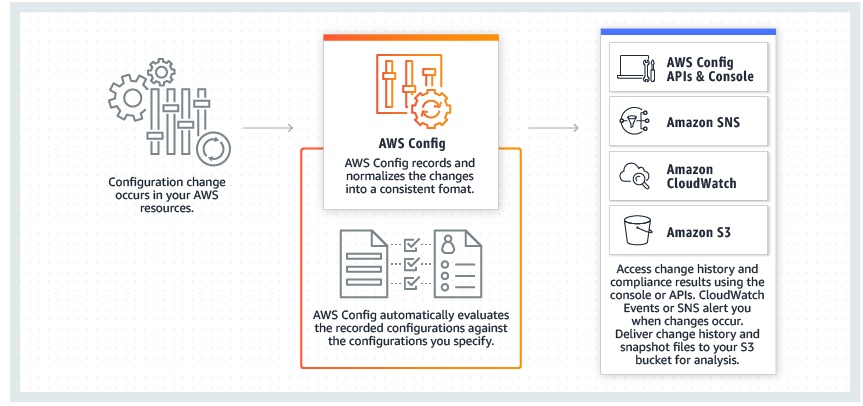 Configuration change
occurs in your AWS
resources.
AWS Config
AWS Config records and
normalizes the changes
into a consistent fomat.
AWS Config automatically evaluates
the recorded configurations against
the configurations you specify.
AWS Config
APIs & Console
Amazon SNS
Amazon
CloudWatch
Amazon S3
Access change history and
compliance results using the
console or APIs. CloudWatch
Events or SNS alert you
when changes occur.
Deliver change history and
snapshot files to your S3
bucket for analysis.